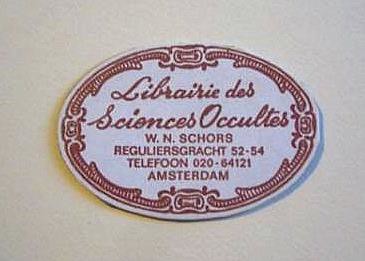 Librairie des
Sciences Occultes
W. N. SCHORS
REGULIERSGRACHT 52-54
TELEFOON 020-64121
AMSTERDAM